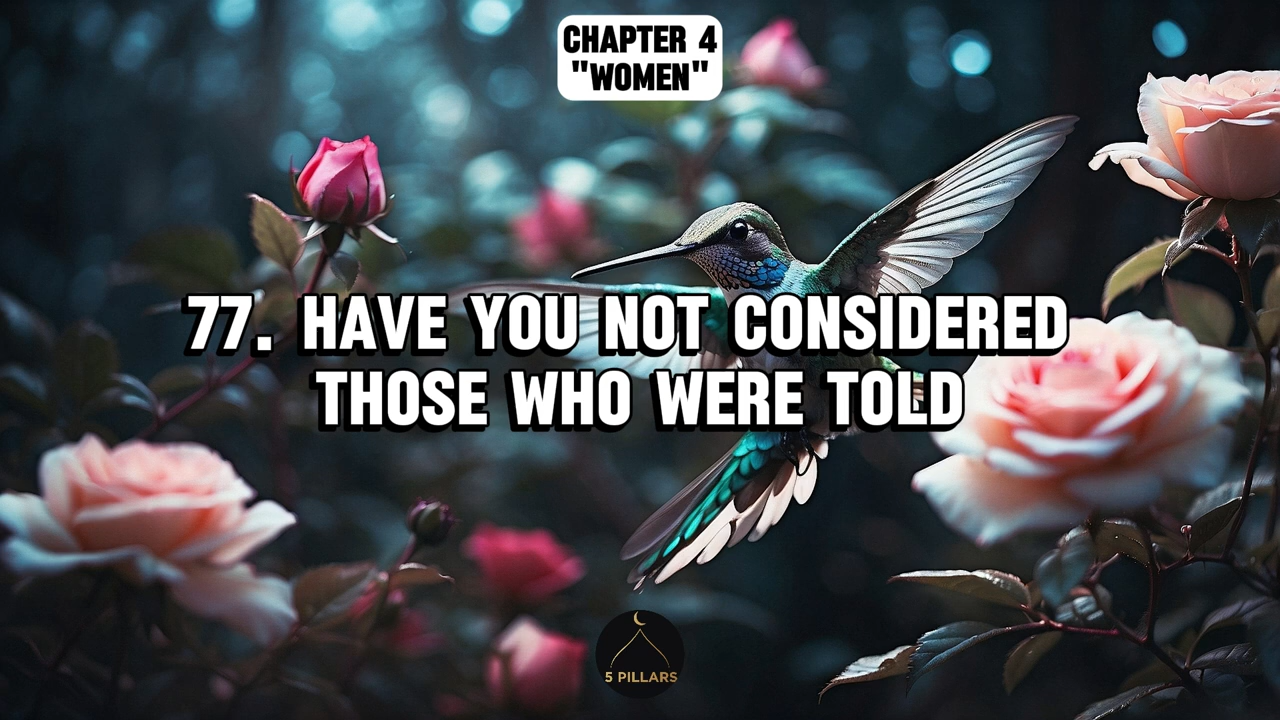 CHAPTER 4
"WOMEN"
77. HAVE YOU NOT CONSIDERED
THOSE WHO WERE TOLD
5 PILLARS